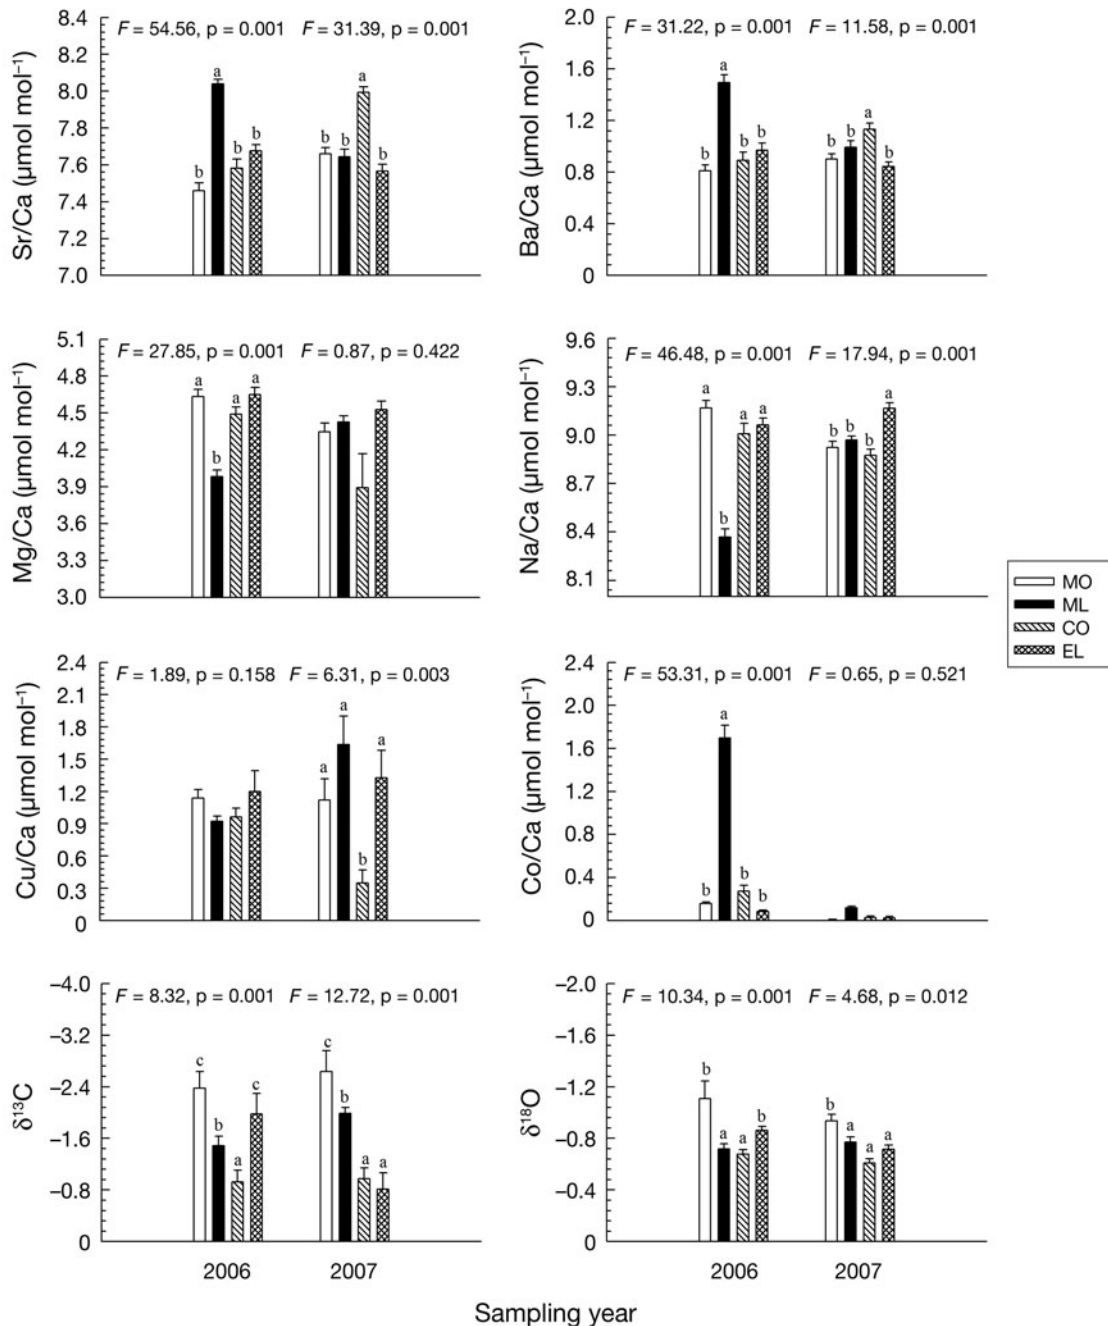 Sr/Ca (µmol mol⁻¹)
8.4
8.2
8.0
7.8
7.6
7.4
7.2
7.0
F = 54.56, p = 0.001 F = 31.39, p = 0.001
b a b b b b a b
Ba/Ca (µmol mol⁻¹)
2.0
1.6
1.2
0.8
0.4
0
F = 31.22, p = 0.001 F = 11.58, p = 0.001
b a b b b b a b
Mg/Ca (µmol mol⁻¹)
5.1
4.8
4.5
4.2
3.9
3.6
3.3
3.0
F = 27.85, p = 0.001 F = 0.87, p = 0.422
a b a a
Na/Ca (µmol mol⁻¹)
9.6
9.3
9.0
8.7
8.4
8.1
F = 46.48, p = 0.001 F = 17.94, p = 0.001
a b a a b b b a
MO
ML
CO
EL
Cu/Ca (µmol mol⁻¹)
2.4
2.1
1.8
1.5
1.2
0.9
0.6
0.3
0
F = 1.89, p = 0.158 F = 6.31, p = 0.003
a a b a
Co/Ca (µmol mol⁻¹)
2.4
2.0
1.6
1.2
0.8
0.4
0
F = 53.31, p = 0.001 F = 0.65, p = 0.521
b a b b
δ¹³C
−4.0
−3.2
−2.4
−1.6
−0.8
0
F = 8.32, p = 0.001 F = 12.72, p = 0.001
c b a c c b a a
2006 2007
δ¹⁸O
−2.0
−1.6
−1.2
−0.8
−0.4
0
F = 10.34, p = 0.001 F = 4.68, p = 0.012
b a a b b a a a
2006 2007
Sampling year